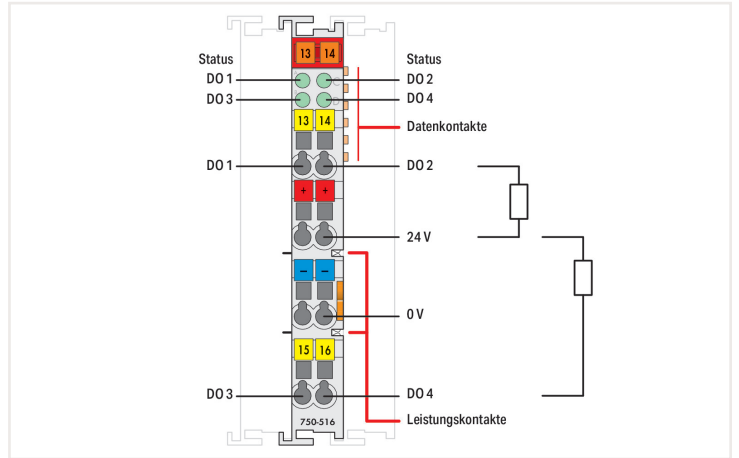 13 14
Status Status
DO 1 DO 2
DO 3 DO 4
13 14
Datenkontakte
DO 1 DO 2
+ +
24 V
– –
0 V
15 16
DO 3 DO 4
Leistungskontakte
750-516